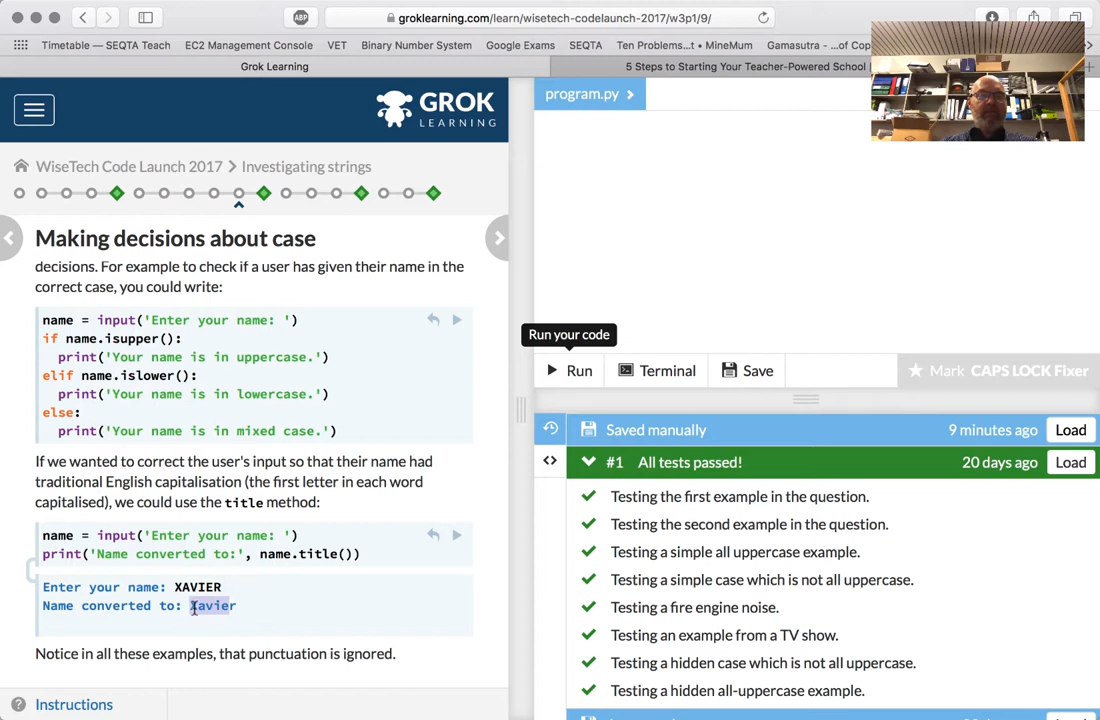 ABP
groklearning.com/learn/wisetech-codelaunch-2017/w3p1/9/
Timetable — SEQTA Teach
EC2 Management Console
VET
Binary Number System
Google Exams
SEQTA
Ten Problems...t • MineMum
Gamasutra - ...of Cop
Grok Learning
5 Steps to Starting Your Teacher-Powered School
GROK
LEARNING
WiseTech Code Launch 2017 > Investigating strings
Making decisions about case
decisions. For example to check if a user has given their name in the
correct case, you could write:
name = input('Enter your name: ')
if name.isupper():
print('Your name is in uppercase.')
elif name.islower():
print('Your name is in lowercase.')
else:
print('Your name is in mixed case.')
If we wanted to correct the user's input so that their name had
traditional English capitalisation (the first letter in each word
capitalised), we could use the title method:
name = input('Enter your name: ')
print('Name converted to:', name.title())
Enter your name: XAVIER
Name converted to: Xavier
Notice in all these examples, that punctuation is ignored.
Instructions
program.py
Run your code
Run
Terminal
Save
Mark CAPS LOCK Fixer
Saved manually
9 minutes ago
Load
#1 All tests passed!
20 days ago
Load
Testing the first example in the question.
Testing the second example in the question.
Testing a simple all uppercase example.
Testing a simple case which is not all uppercase.
Testing a fire engine noise.
Testing an example from a TV show.
Testing a hidden case which is not all uppercase.
Testing a hidden all-uppercase example.